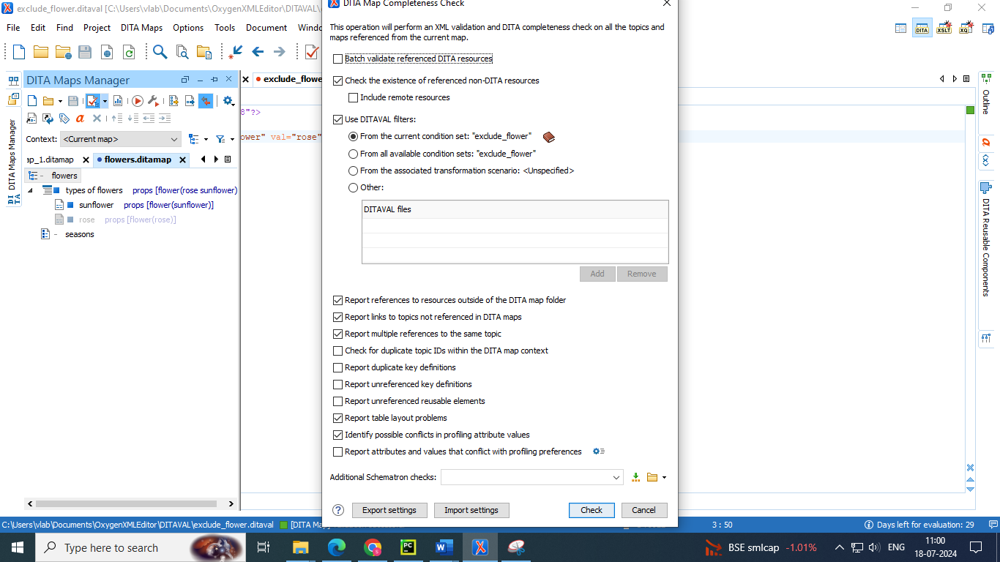 exclude_flower.ditaval [C:\Users\vlab\Documents\OxygenXMLEditor\DITAVAL\
DITA Map Completeness Check
File Edit Find Project DITA Maps Options Tools Document
This operation will perform an XML validation and DITA completeness check on all the topics and
maps referenced from the current map.
DITA XSLT XQ
Batch validate referenced DITA resources
DITA Maps Manager
exclude_flowe
Check the existence of referenced non-DITA resources
Include remote resources
Outline
8"?>
Use DITAVAL filters:
Context: <Current map>
ower" val="rose"
From the current condition set: "exclude_flower"
DITA Maps Manager
ap_1.ditamap
flowers.ditamap
From all available condition sets: "exclude_flower"
flowers
From the associated transformation scenario: <Unspecified>
types of flowers props [flower(rose sunflower)
Other:
sunflower props [flower(sunflower)]
DITAVAL files
rose props [flower(rose)]
seasons
DITA Reusable Components
Add Remove
Report references to resources outside of the DITA map folder
Report links to topics not referenced in DITA maps
Report multiple references to the same topic
Check for duplicate topic IDs within the DITA map context
Report duplicate key definitions
Report unreferenced key definitions
Report unreferenced reusable elements
Report table layout problems
Identify possible conflicts in profiling attribute values
Report attributes and values that conflict with profiling preferences
Additional Schematron checks:
Export settings Import settings Check Cancel
C:\Users\vlab\Documents\OxygenXMLEditor\DITAVAL\exclude_flower.ditaval
[DITA Ma
3 : 50
Days left for evaluation: 29
Type here to search
BSE smlcap -1.01%
ENG
11:00
18-07-2024